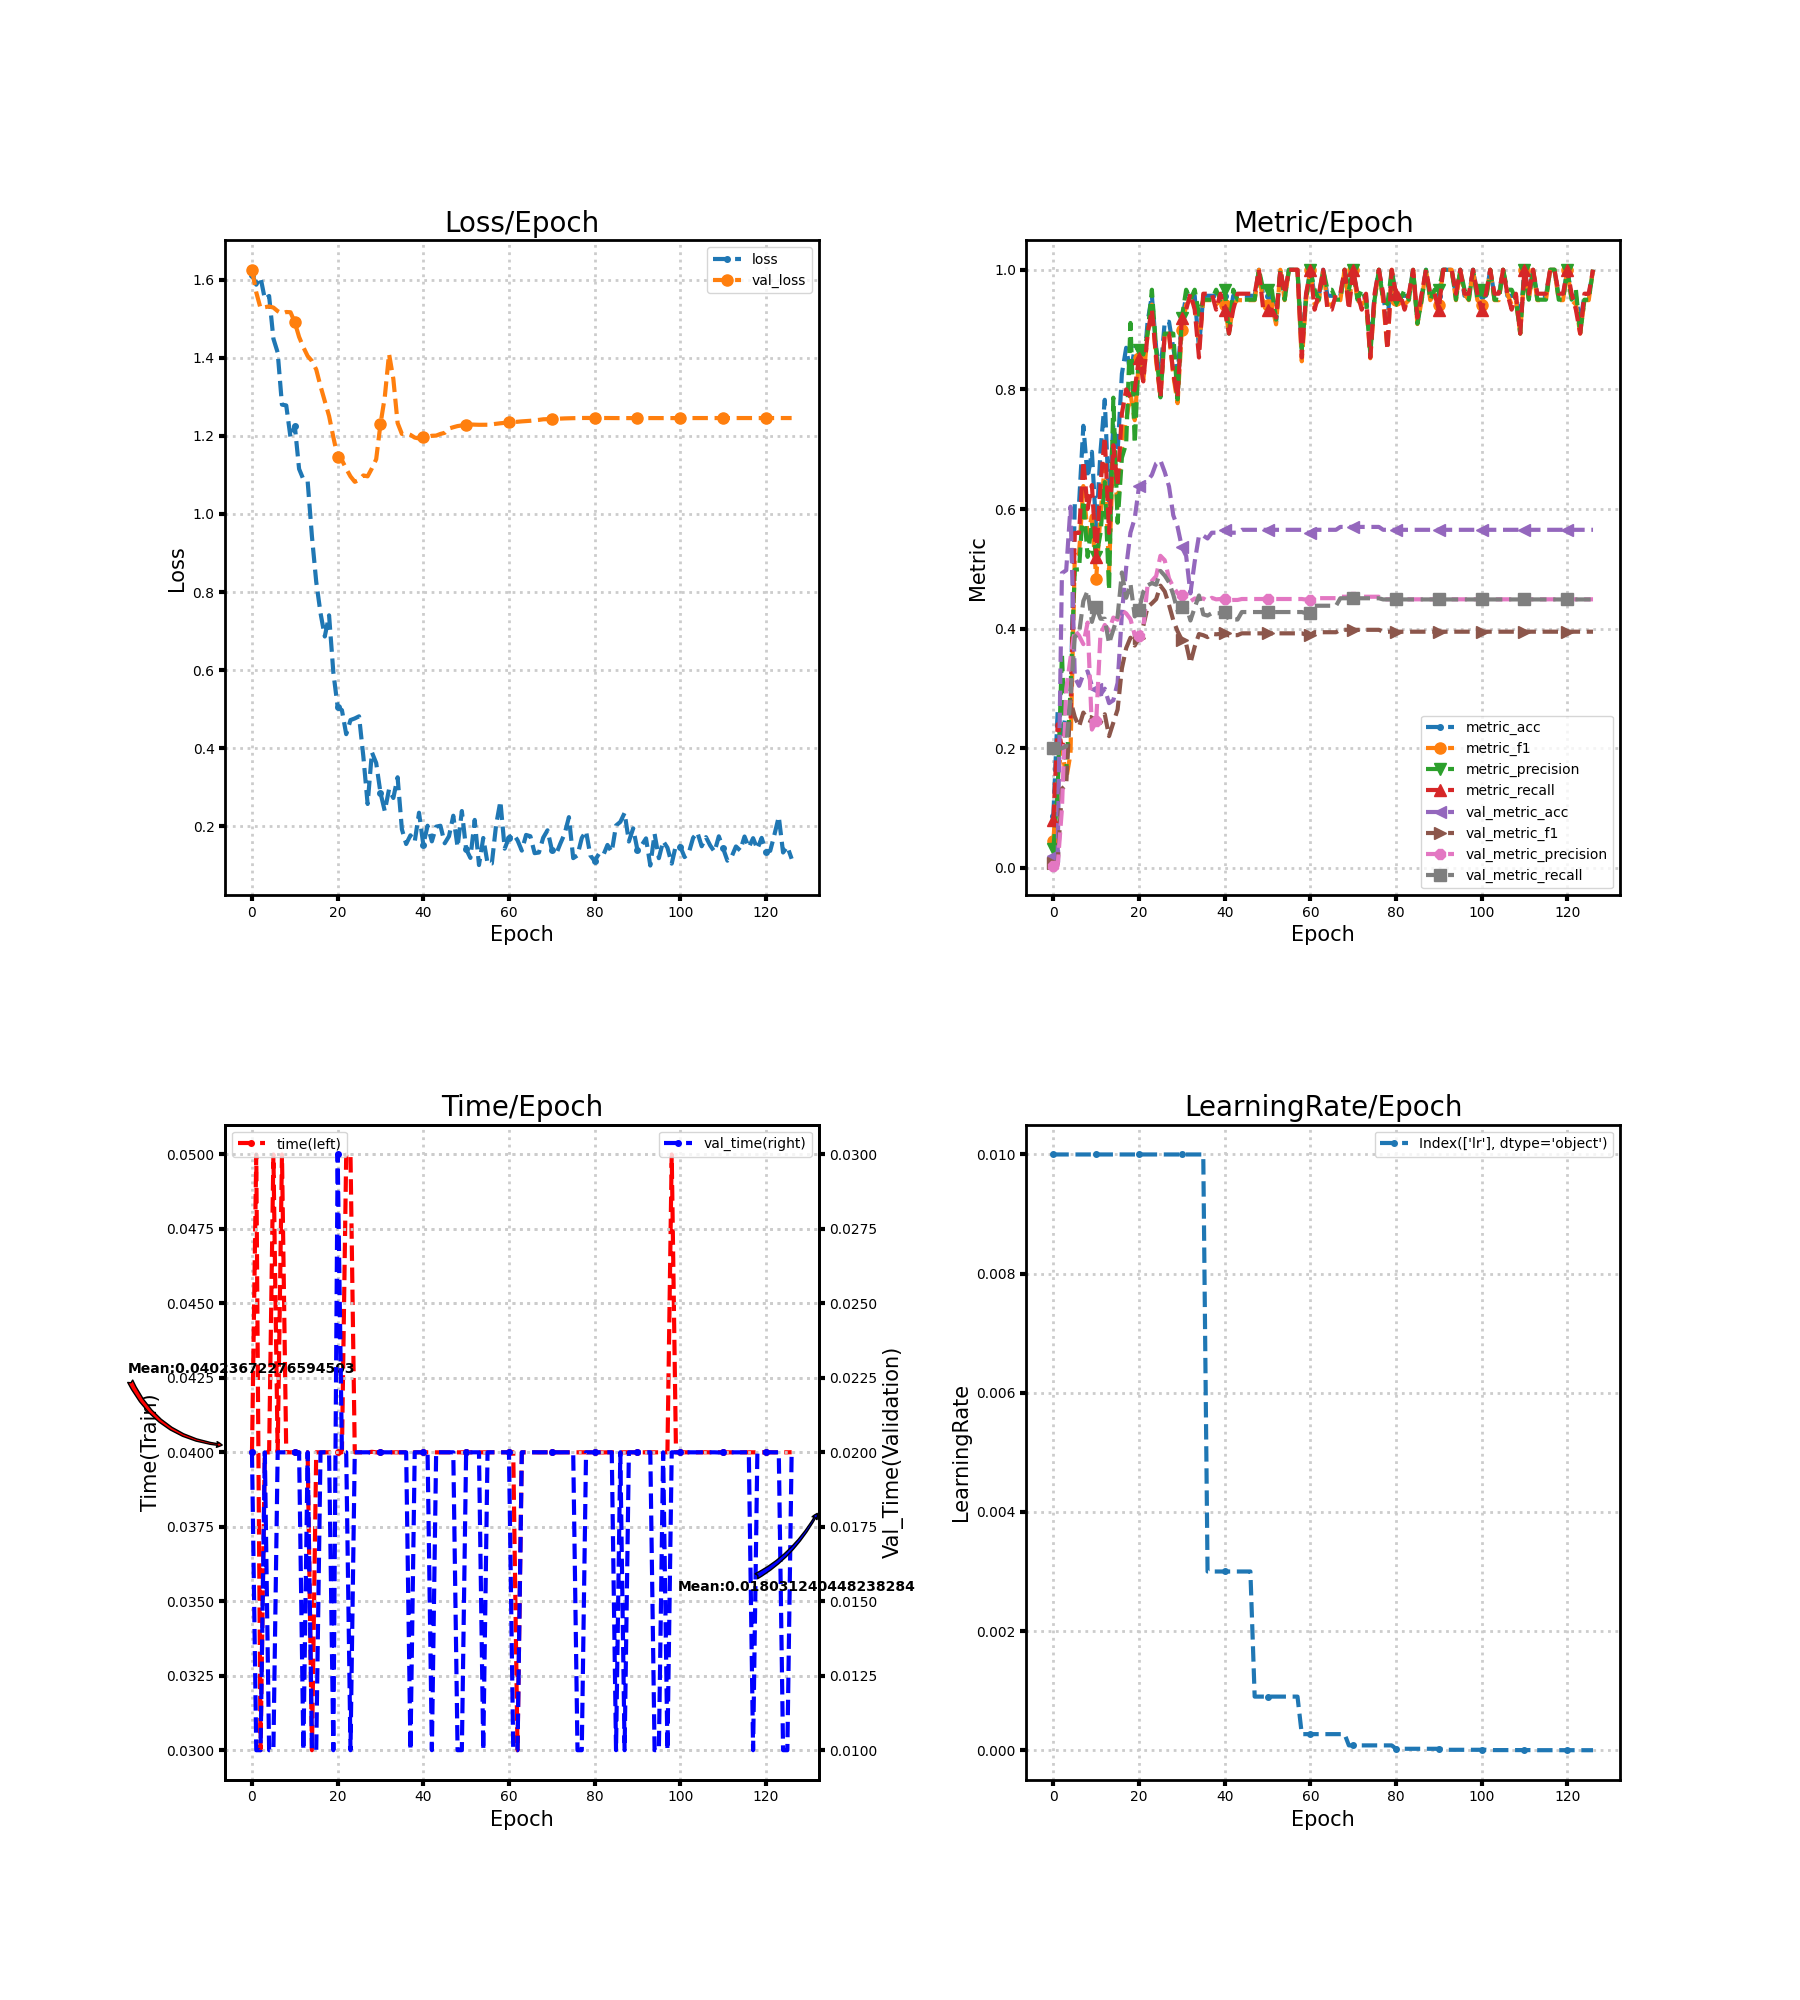 Loss/Epoch
loss
val_loss
1.6
1.4
1.2
1.0
0.8
0.6
0.4
0.2
Loss
0 20 40 60 80 100 120
Epoch
Metric/Epoch
1.0
0.8
0.6
0.4
0.2
0.0
Metric
metric_acc
metric_f1
metric_precision
metric_recall
val_metric_acc
val_metric_f1
val_metric_precision
val_metric_recall
0 20 40 60 80 100 120
Epoch
Time/Epoch
time(left)
val_time(right)
0.0500
0.0475
0.0450
0.0425
0.0400
0.0375
0.0350
0.0325
0.0300
Time(Train)
Mean:0.04023672276594503
0.0300
0.0275
0.0250
0.0225
0.0200
0.0175
0.0150
0.0125
0.0100
Val_Time(Validation)
Mean:0.018031240448238284
0 20 40 60 80 100 120
Epoch
LearningRate/Epoch
Index(['lr'], dtype='object')
0.010
0.008
0.006
0.004
0.002
0.000
LearningRate
0 20 40 60 80 100 120
Epoch